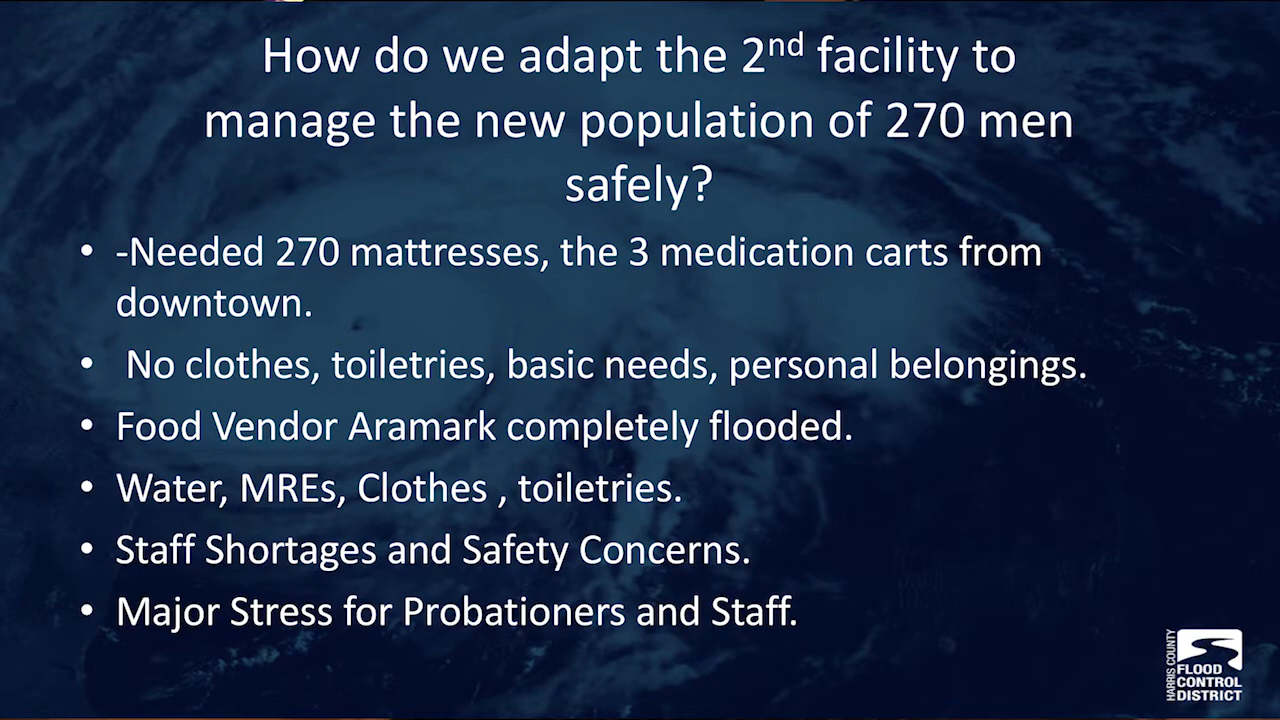 How do we adapt the 2nd facility to
manage the new population of 270 men
safely?
• -Needed 270 mattresses, the 3 medication carts from
downtown.
• No clothes, toiletries, basic needs, personal belongings.
• Food Vendor Aramark completely flooded.
• Water, MREs, Clothes , toiletries.
• Staff Shortages and Safety Concerns.
• Major Stress for Probationers and Staff.
HARRIS COUNTY
FLOOD
CONTROL
DISTRICT